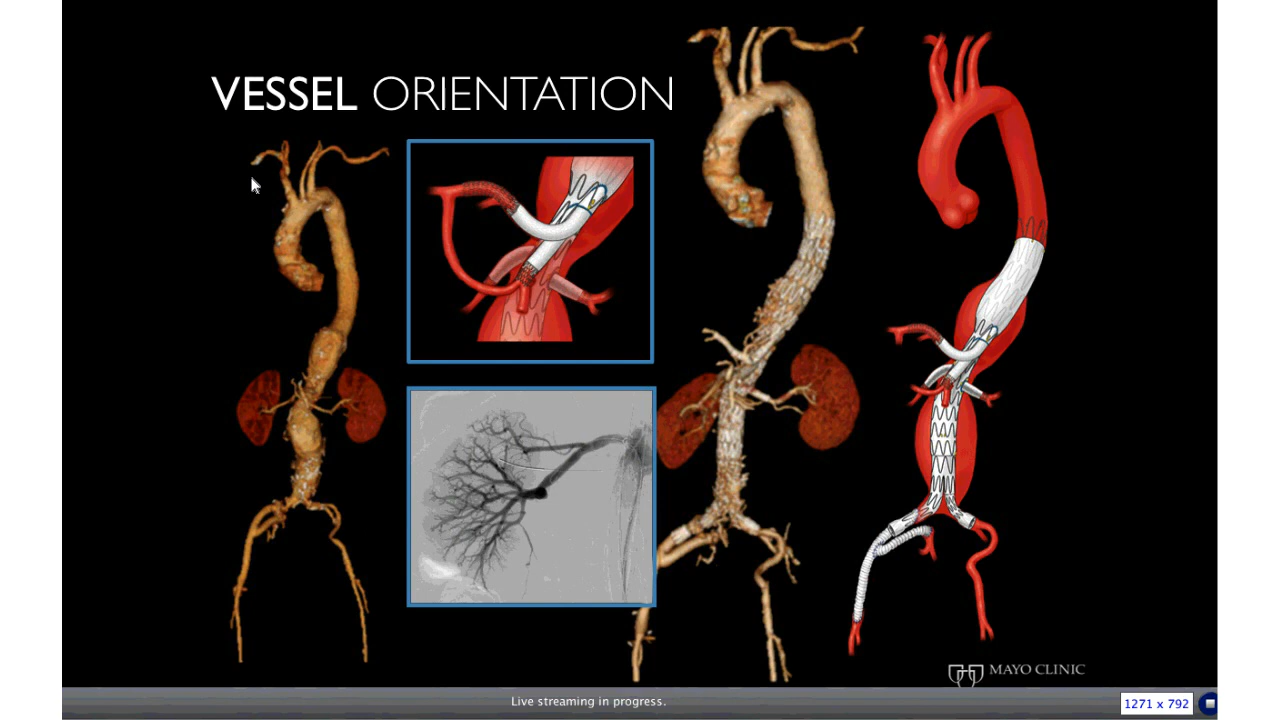 VESSEL ORIENTATION
MAYO CLINIC
Live streaming in progress.
1271 x 792